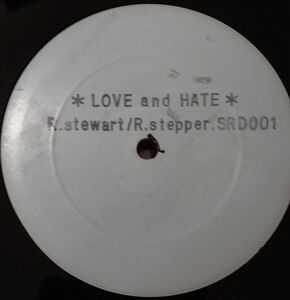 * LOVE and HATE *
R.stewart/R.stepper.SRD001